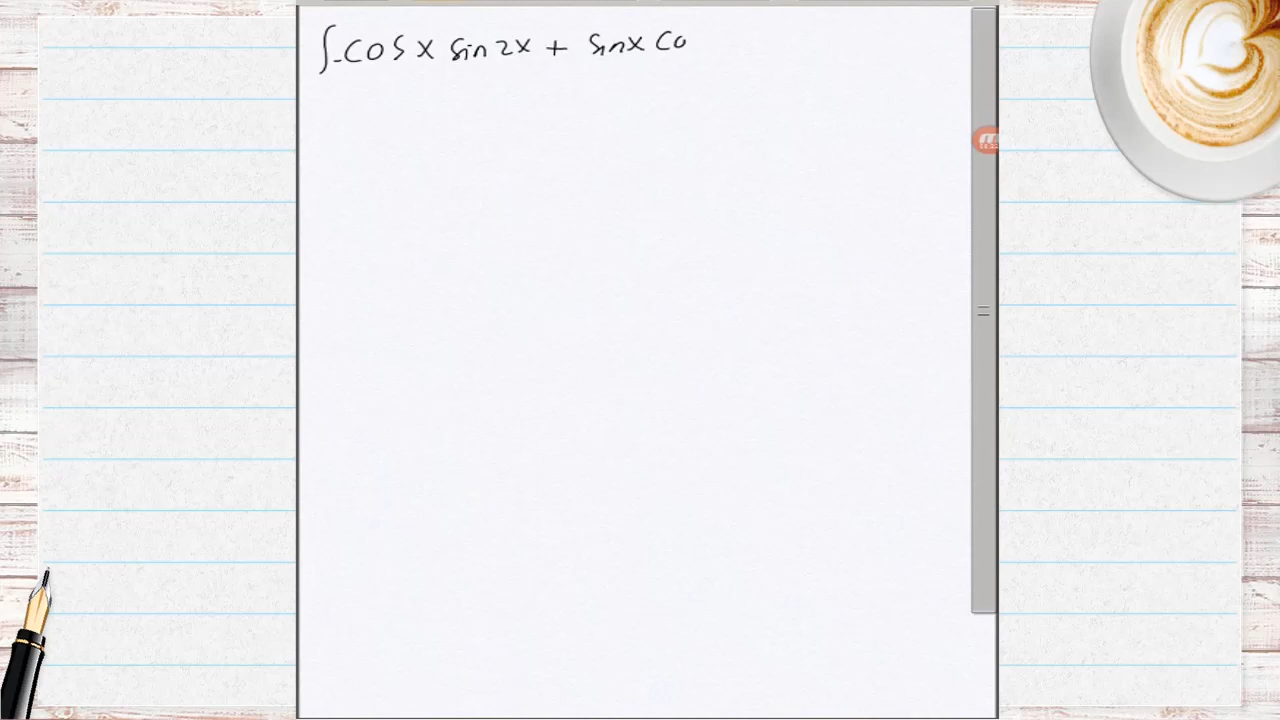 ∫-cos x sin 2x + sin x co